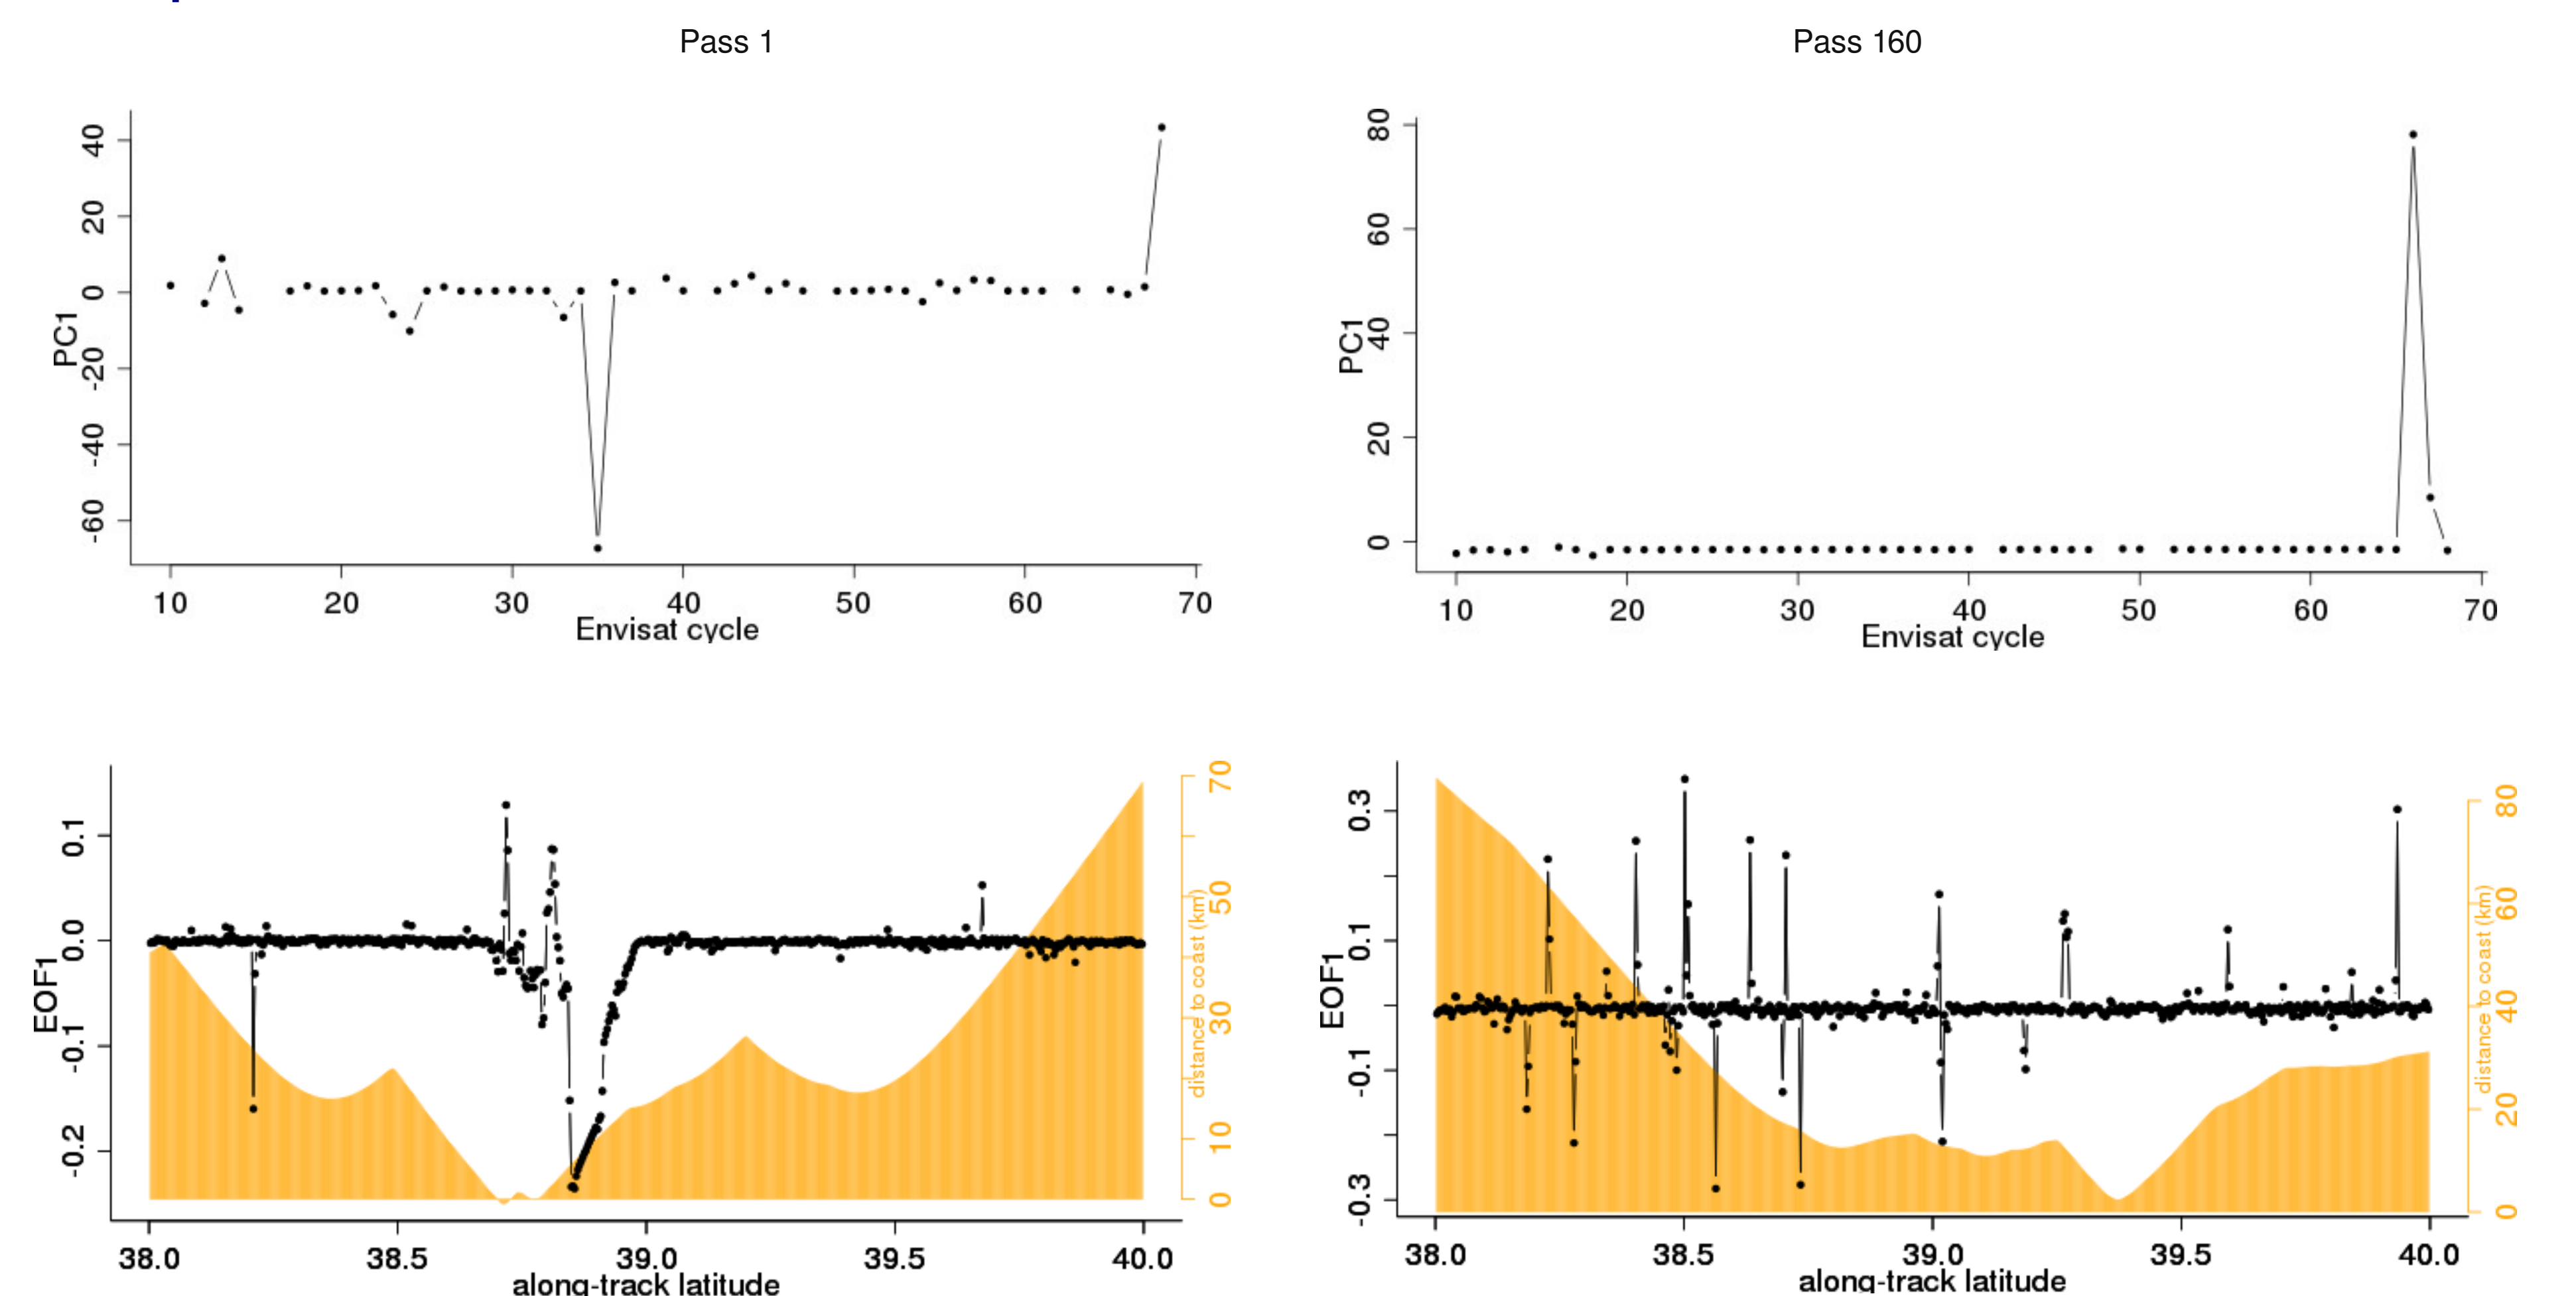 Pass 1
Pass 160
PC1
40
20
0
-20
-40
-60
10 20 30 40 50 60 70
Envisat cycle
PC1
80
60
40
20
0
10 20 30 40 50 60 70
Envisat cycle
EOF1
0.1
0.0
-0.1
-0.2
70
50
30
10
0
distance to coast (km)
38.0 38.5 39.0 39.5 40.0
along-track latitude
EOF1
0.3
0.1
-0.1
-0.3
80
60
40
20
0
distance to coast (km)
38.0 38.5 39.0 39.5 40.0
along-track latitude